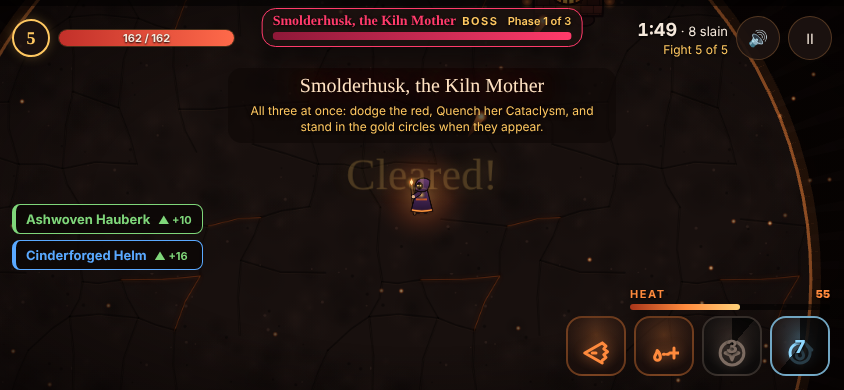 5
162 / 162
Smolderhusk, the Kiln Mother BOSS Phase 1 of 3
1:49 · 8 slain
Fight 5 of 5
Smolderhusk, the Kiln Mother
All three at once: dodge the red, Quench her Cataclysm, and
stand in the gold circles when they appear.
Cleared!
Ashwoven Hauberk ▲ +10
Cinderforged Helm ▲ +16
HEAT 55
3 7